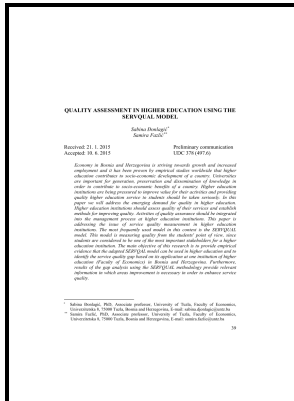 QUALITY ASSESSMENT IN HIGHER EDUCATION USING THE
SERVQUAL MODEL
Sabina Đonlagić*
Samira Fazlić**
Received: 21. 1. 2015 Preliminary communication
Accepted: 10. 6. 2015 UDC 378 (497.6)
Economy in Bosnia and Herzegovina is striving towards growth and increased
employment and it has been proven by empirical studies worldwide that higher
education contributes to socio-economic development of a country. Universities
are important for generation, preservation and dissemination of knowledge in
order to contribute to socio-economic benefits of a country. Higher education
institutions are being pressured to improve value for their activities and providing
quality higher education service to students should be taken seriously. In this
paper we will address the emerging demand for quality in higher education.
Higher education institutions should assess quality of their services and establish
methods for improving quality. Activities of quality assurance should be integrated
into the management process at higher education institutions. This paper is
addressing the issue of service quality measurement in higher education
institutions. The most frequently used model in this context is the SERVQUAL
model. This model is measuring quality from the students' point of view, since
students are considered to be one of the most important stakeholders for a higher
education institution. The main objective of this research is to provide empirical
evidence that the adapted SERVQUAL model can be used in higher education and to
identify the service quality gap based on its application at one institution of higher
education (Faculty of Economics) in Bosnia and Herzegovina. Furthermore,
results of the gap analysis using the SERVQUAL methodology provide relevant
information in which areas improvement is necessary in order to enhance service
quality.
* Sabina Đonlagić, PhD, Associate professor, University of Tuzla, Faculty of Economics,
Univerzitetska 8, 75000 Tuzla, Bosnia and Herzegovina, E-mail: sabina.djonlagic@untz.ba
** Samira Fazlić, PhD, Associate professor, University of Tuzla, Faculty of Economics,
Univerzitetska 8, 75000 Tuzla, Bosnia and Herzegovina, E-mail: samira.fazlic@untz.ba
39